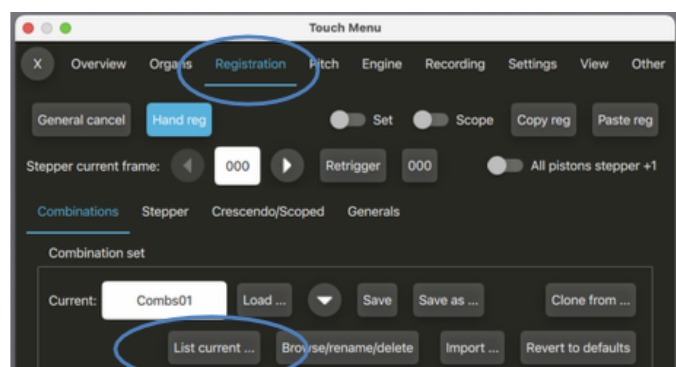 Touch Menu
X Overview Organs Registration Pitch Engine Recording Settings View Other
General cancel Hand reg Set Scope Copy reg Paste reg
Stepper current frame: 000 Retrigger 000 All pistons stepper +1
Combinations Stepper Crescendo/Scoped Generals
Combination set
Current: Combs01 Load ... Save Save as ... Clone from ...
List current ... Browse/rename/delete Import ... Revert to defaults